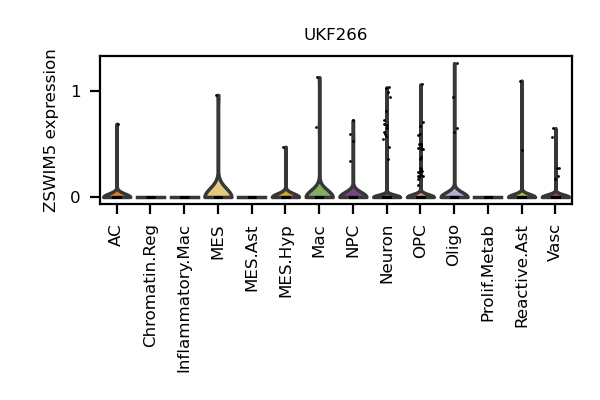 UKF266
ZSWIM5 expression
1
0
AC
Chromatin.Reg
Inflammatory.Mac
MES
MES.Ast
MES.Hyp
Mac
NPC
Neuron
OPC
Oligo
Prolif.Metab
Reactive.Ast
Vasc